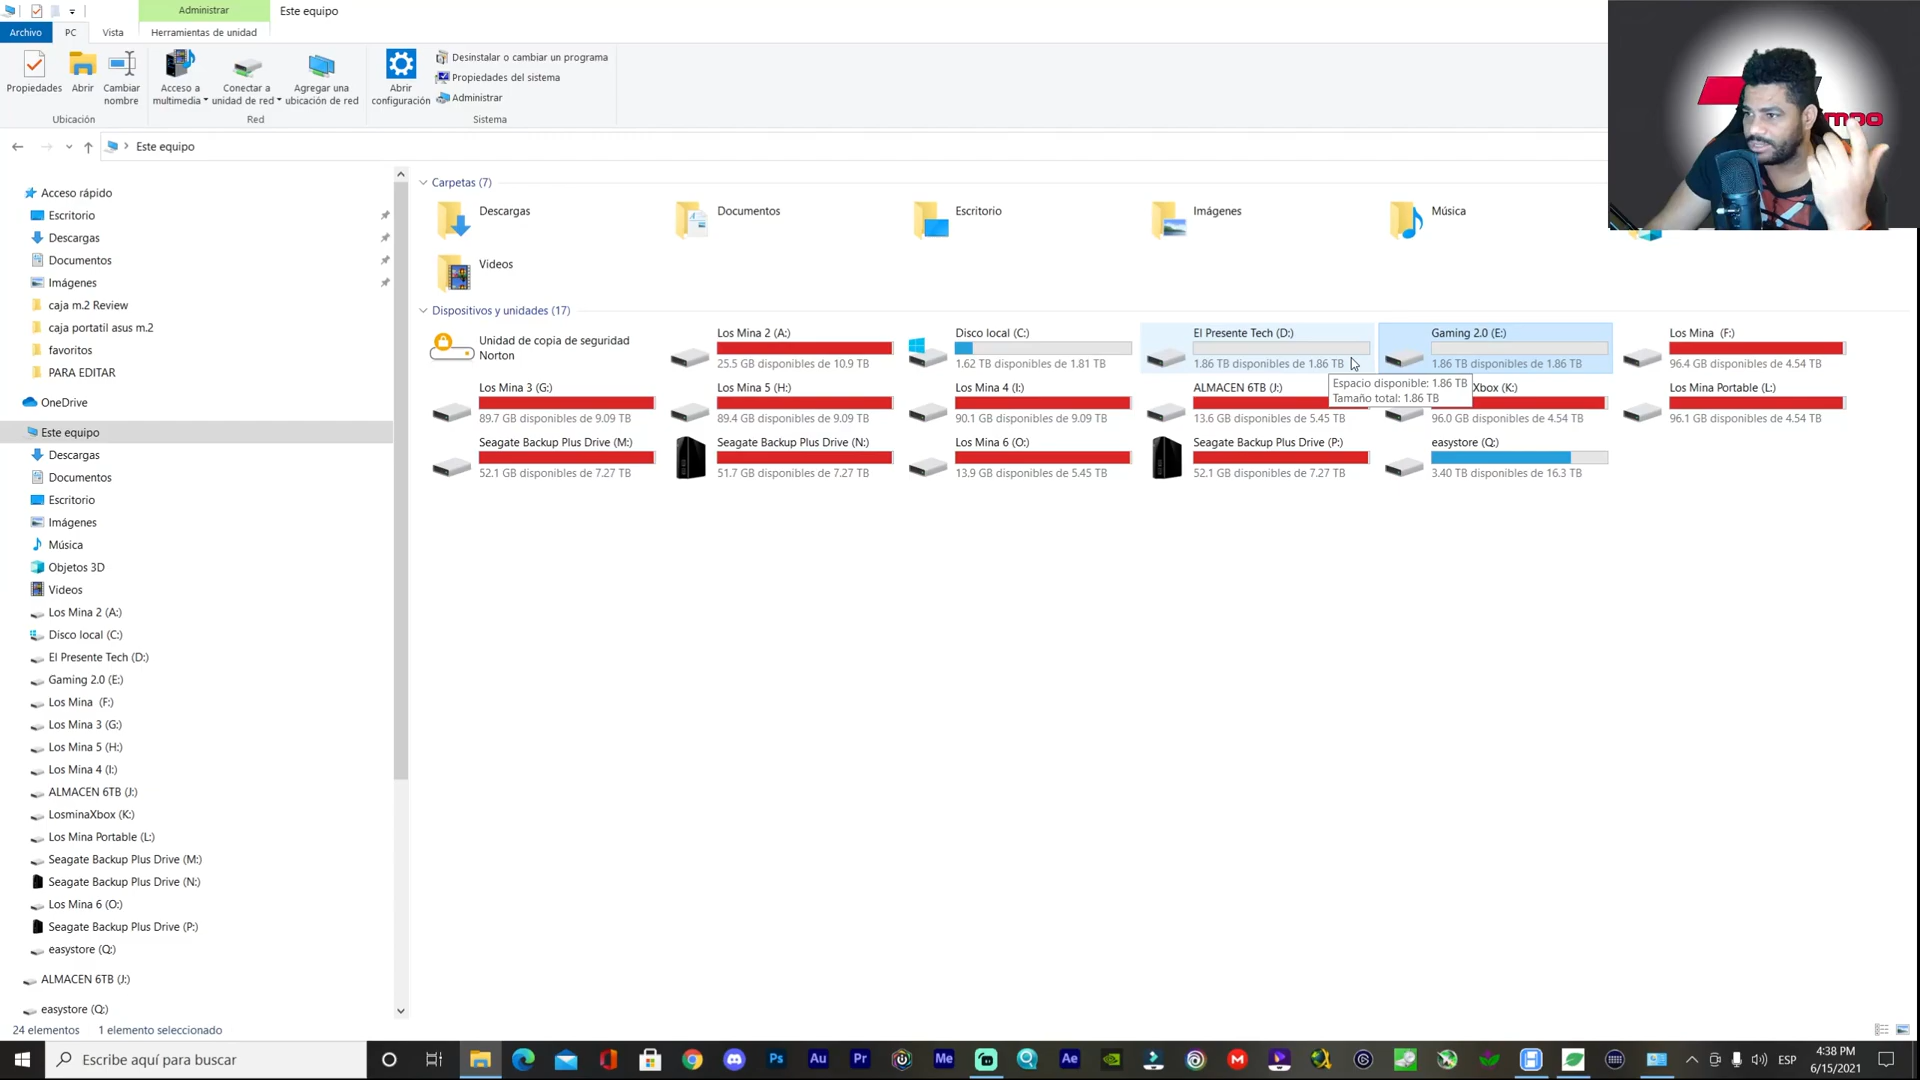 Administrar
Este equipo
Archivo
PC
Vista
Herramientas de unidad
Propiedades
Abrir
Cambiar nombre
Acceso a multimedia
Conectar a unidad de red
Agregar una ubicación de red
Abrir configuración
Desinstalar o cambiar un programa
Propiedades del sistema
Administrar
Ubicación
Red
Sistema
Este equipo
Acceso rápido
Escritorio
Descargas
Documentos
Imágenes
caja m.2 Review
caja portatil asus m.2
favoritos
PARA EDITAR
OneDrive
Este equipo
Descargas
Documentos
Escritorio
Imágenes
Música
Objetos 3D
Videos
Los Mina 2 (A:)
Disco local (C:)
El Presente Tech (D:)
Gaming 2.0 (E:)
Los Mina (F:)
Los Mina 3 (G:)
Los Mina 5 (H:)
Los Mina 4 (I:)
ALMACEN 6TB (J:)
LosminaXbox (K:)
Los Mina Portable (L:)
Seagate Backup Plus Drive (M:)
Seagate Backup Plus Drive (N:)
Los Mina 6 (O:)
Seagate Backup Plus Drive (P:)
easystore (Q:)
ALMACEN 6TB (J:)
easystore (Q:)
Carpetas (7)
Descargas
Documentos
Escritorio
Imágenes
Música
Videos
Dispositivos y unidades (17)
Unidad de copia de seguridad Norton
Los Mina 2 (A:)
25.5 GB disponibles de 10.9 TB
Disco local (C:)
1.62 TB disponibles de 1.81 TB
El Presente Tech (D:)
1.86 TB disponibles de 1.86 TB
Gaming 2.0 (E:)
1.86 TB disponibles de 1.86 TB
Los Mina (F:)
96.4 GB disponibles de 4.54 TB
Los Mina 3 (G:)
89.7 GB disponibles de 9.09 TB
Los Mina 5 (H:)
89.4 GB disponibles de 9.09 TB
Los Mina 4 (I:)
90.1 GB disponibles de 9.09 TB
ALMACEN 6TB (J:)
13.6 GB disponibles de 5.45 TB
Xbox (K:)
96.0 GB disponibles de 4.54 TB
Los Mina Portable (L:)
96.1 GB disponibles de 4.54 TB
Espacio disponible: 1.86 TB
Tamaño total: 1.86 TB
Seagate Backup Plus Drive (M:)
52.1 GB disponibles de 7.27 TB
Seagate Backup Plus Drive (N:)
51.7 GB disponibles de 7.27 TB
Los Mina 6 (O:)
13.9 GB disponibles de 5.45 TB
Seagate Backup Plus Drive (P:)
52.1 GB disponibles de 7.27 TB
easystore (Q:)
3.40 TB disponibles de 16.3 TB
24 elementos
1 elemento seleccionado
Escribe aquí para buscar
Ps
Au
Pr
Me
Ae
ESP
4:38 PM
6/15/2021